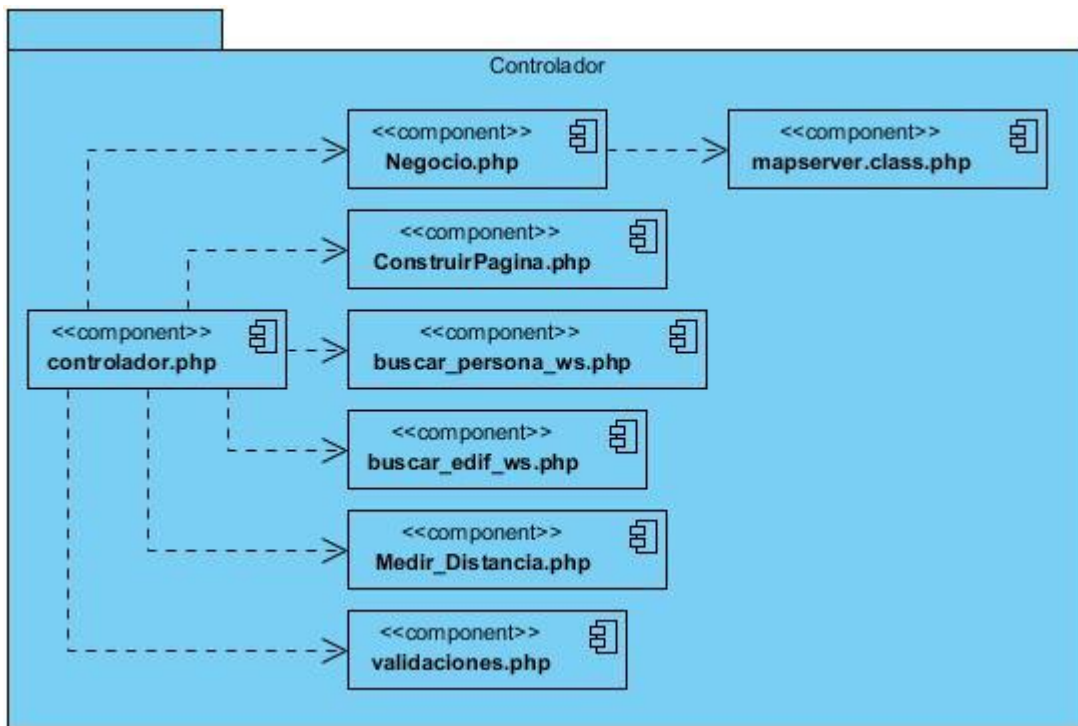 Controlador
<<component>>
Negocio.php
<<component>>
mapserver.class.php
<<component>>
ConstruirPagina.php
<<component>>
controlador.php
<<component>>
buscar_persona_ws.php
<<component>>
buscar_edif_ws.php
<<component>>
Medir_Distancia.php
<<component>>
validaciones.php